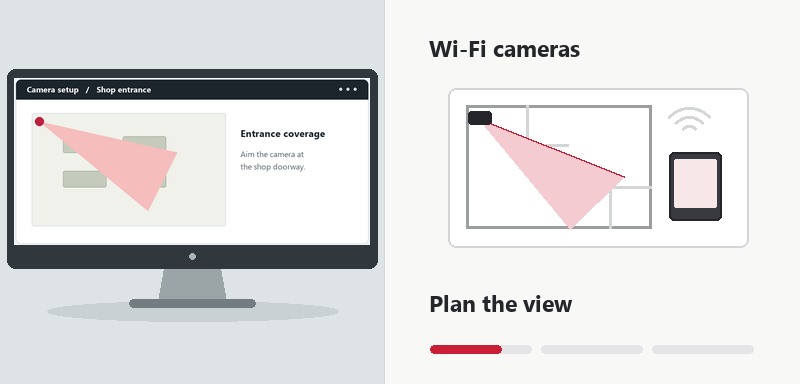 Camera setup / Shop entrance
Entrance coverage
Aim the camera at
the shop doorway.
Wi-Fi cameras
Plan the view